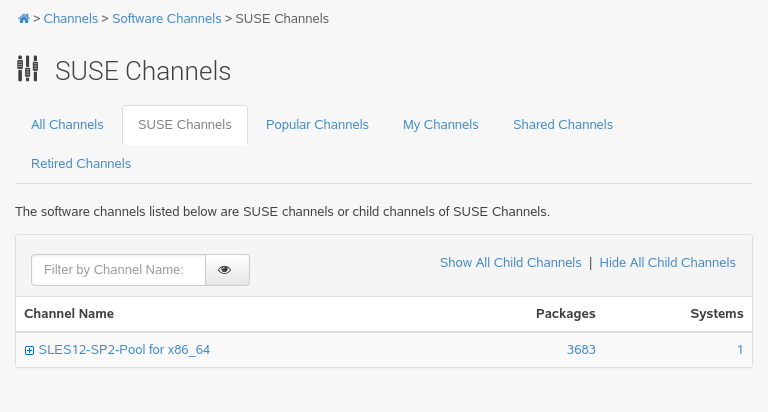 > Channels > Software Channels > SUSE Channels
SUSE Channels
All Channels SUSE Channels Popular Channels My Channels Shared Channels
Retired Channels
The software channels listed below are SUSE channels or child channels of SUSE Channels.
Filter by Channel Name: Show All Child Channels | Hide All Child Channels
Channel Name Packages Systems
SLES12-SP2-Pool for x86_64 3683 1